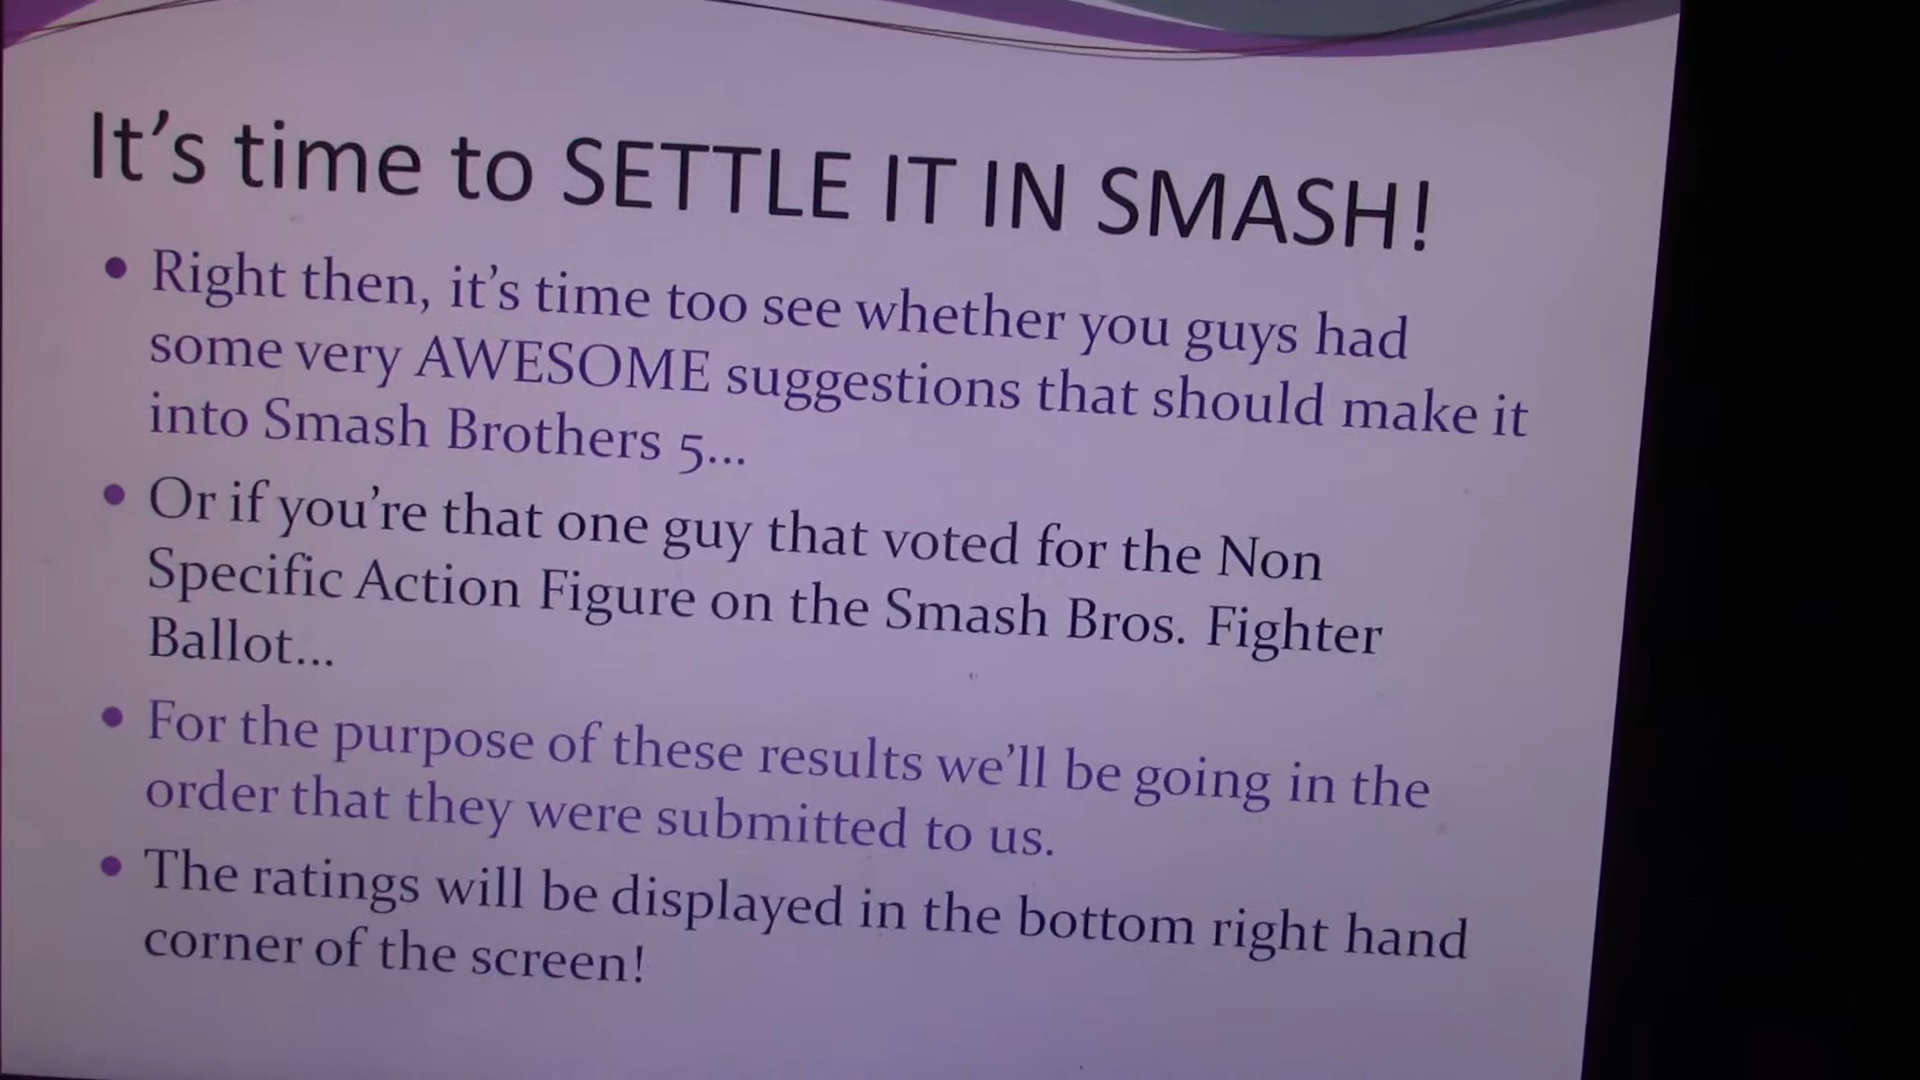 It's time to SETTLE IT IN SMASH!
Right then, it's time too see whether you guys had
some very AWESOME suggestions that should make it
into Smash Brothers 5...
Or if you're that one guy that voted for the Non
Specific Action Figure on the Smash Bros. Fighter
Ballot...
For the purpose of these results we'll be going in the
order that they were submitted to us.
The ratings will be displayed in the bottom right hand
corner of the screen!